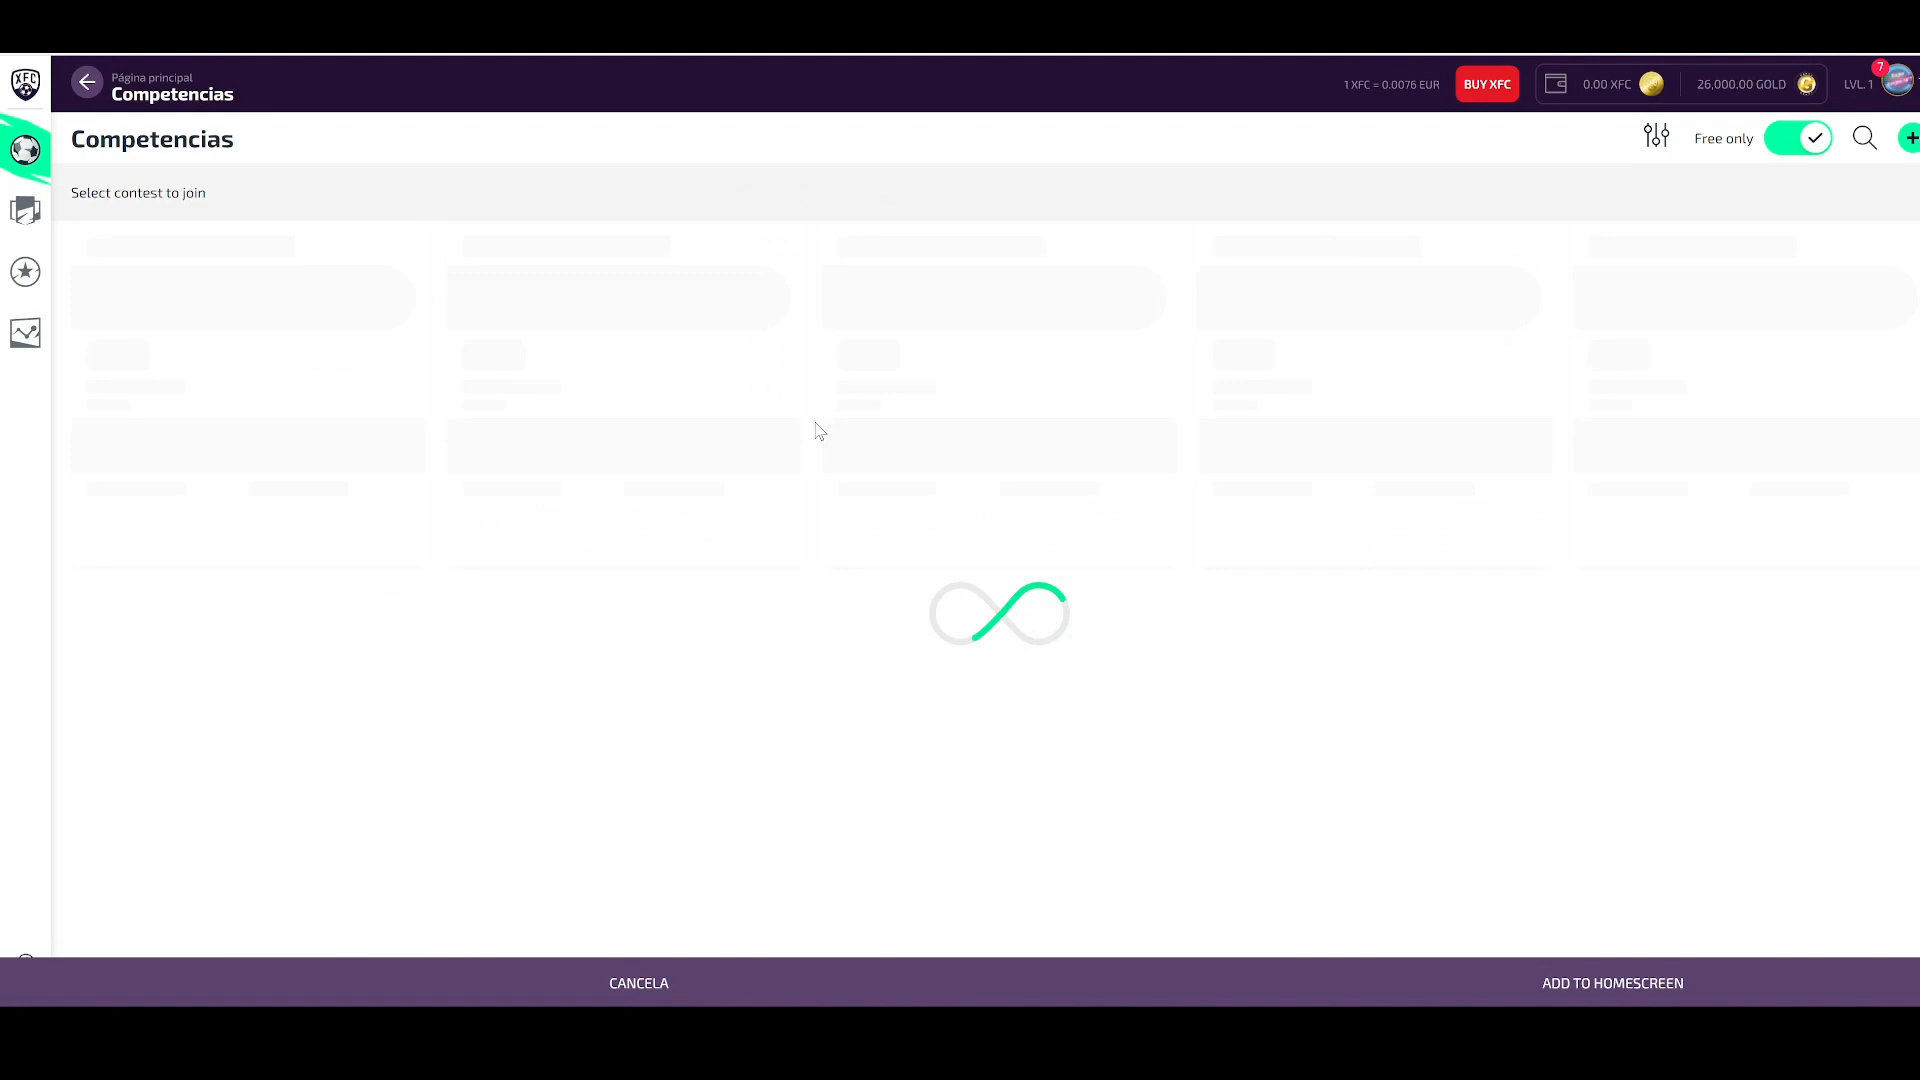 XFC
Página principal
Competencias
1 XFC = 0.0076 EUR
BUY XFC
0.00 XFC
26,000.00 GOLD
LVL. 1
7
Competencias
Free only
Select contest to join
CANCELA
ADD TO HOMESCREEN